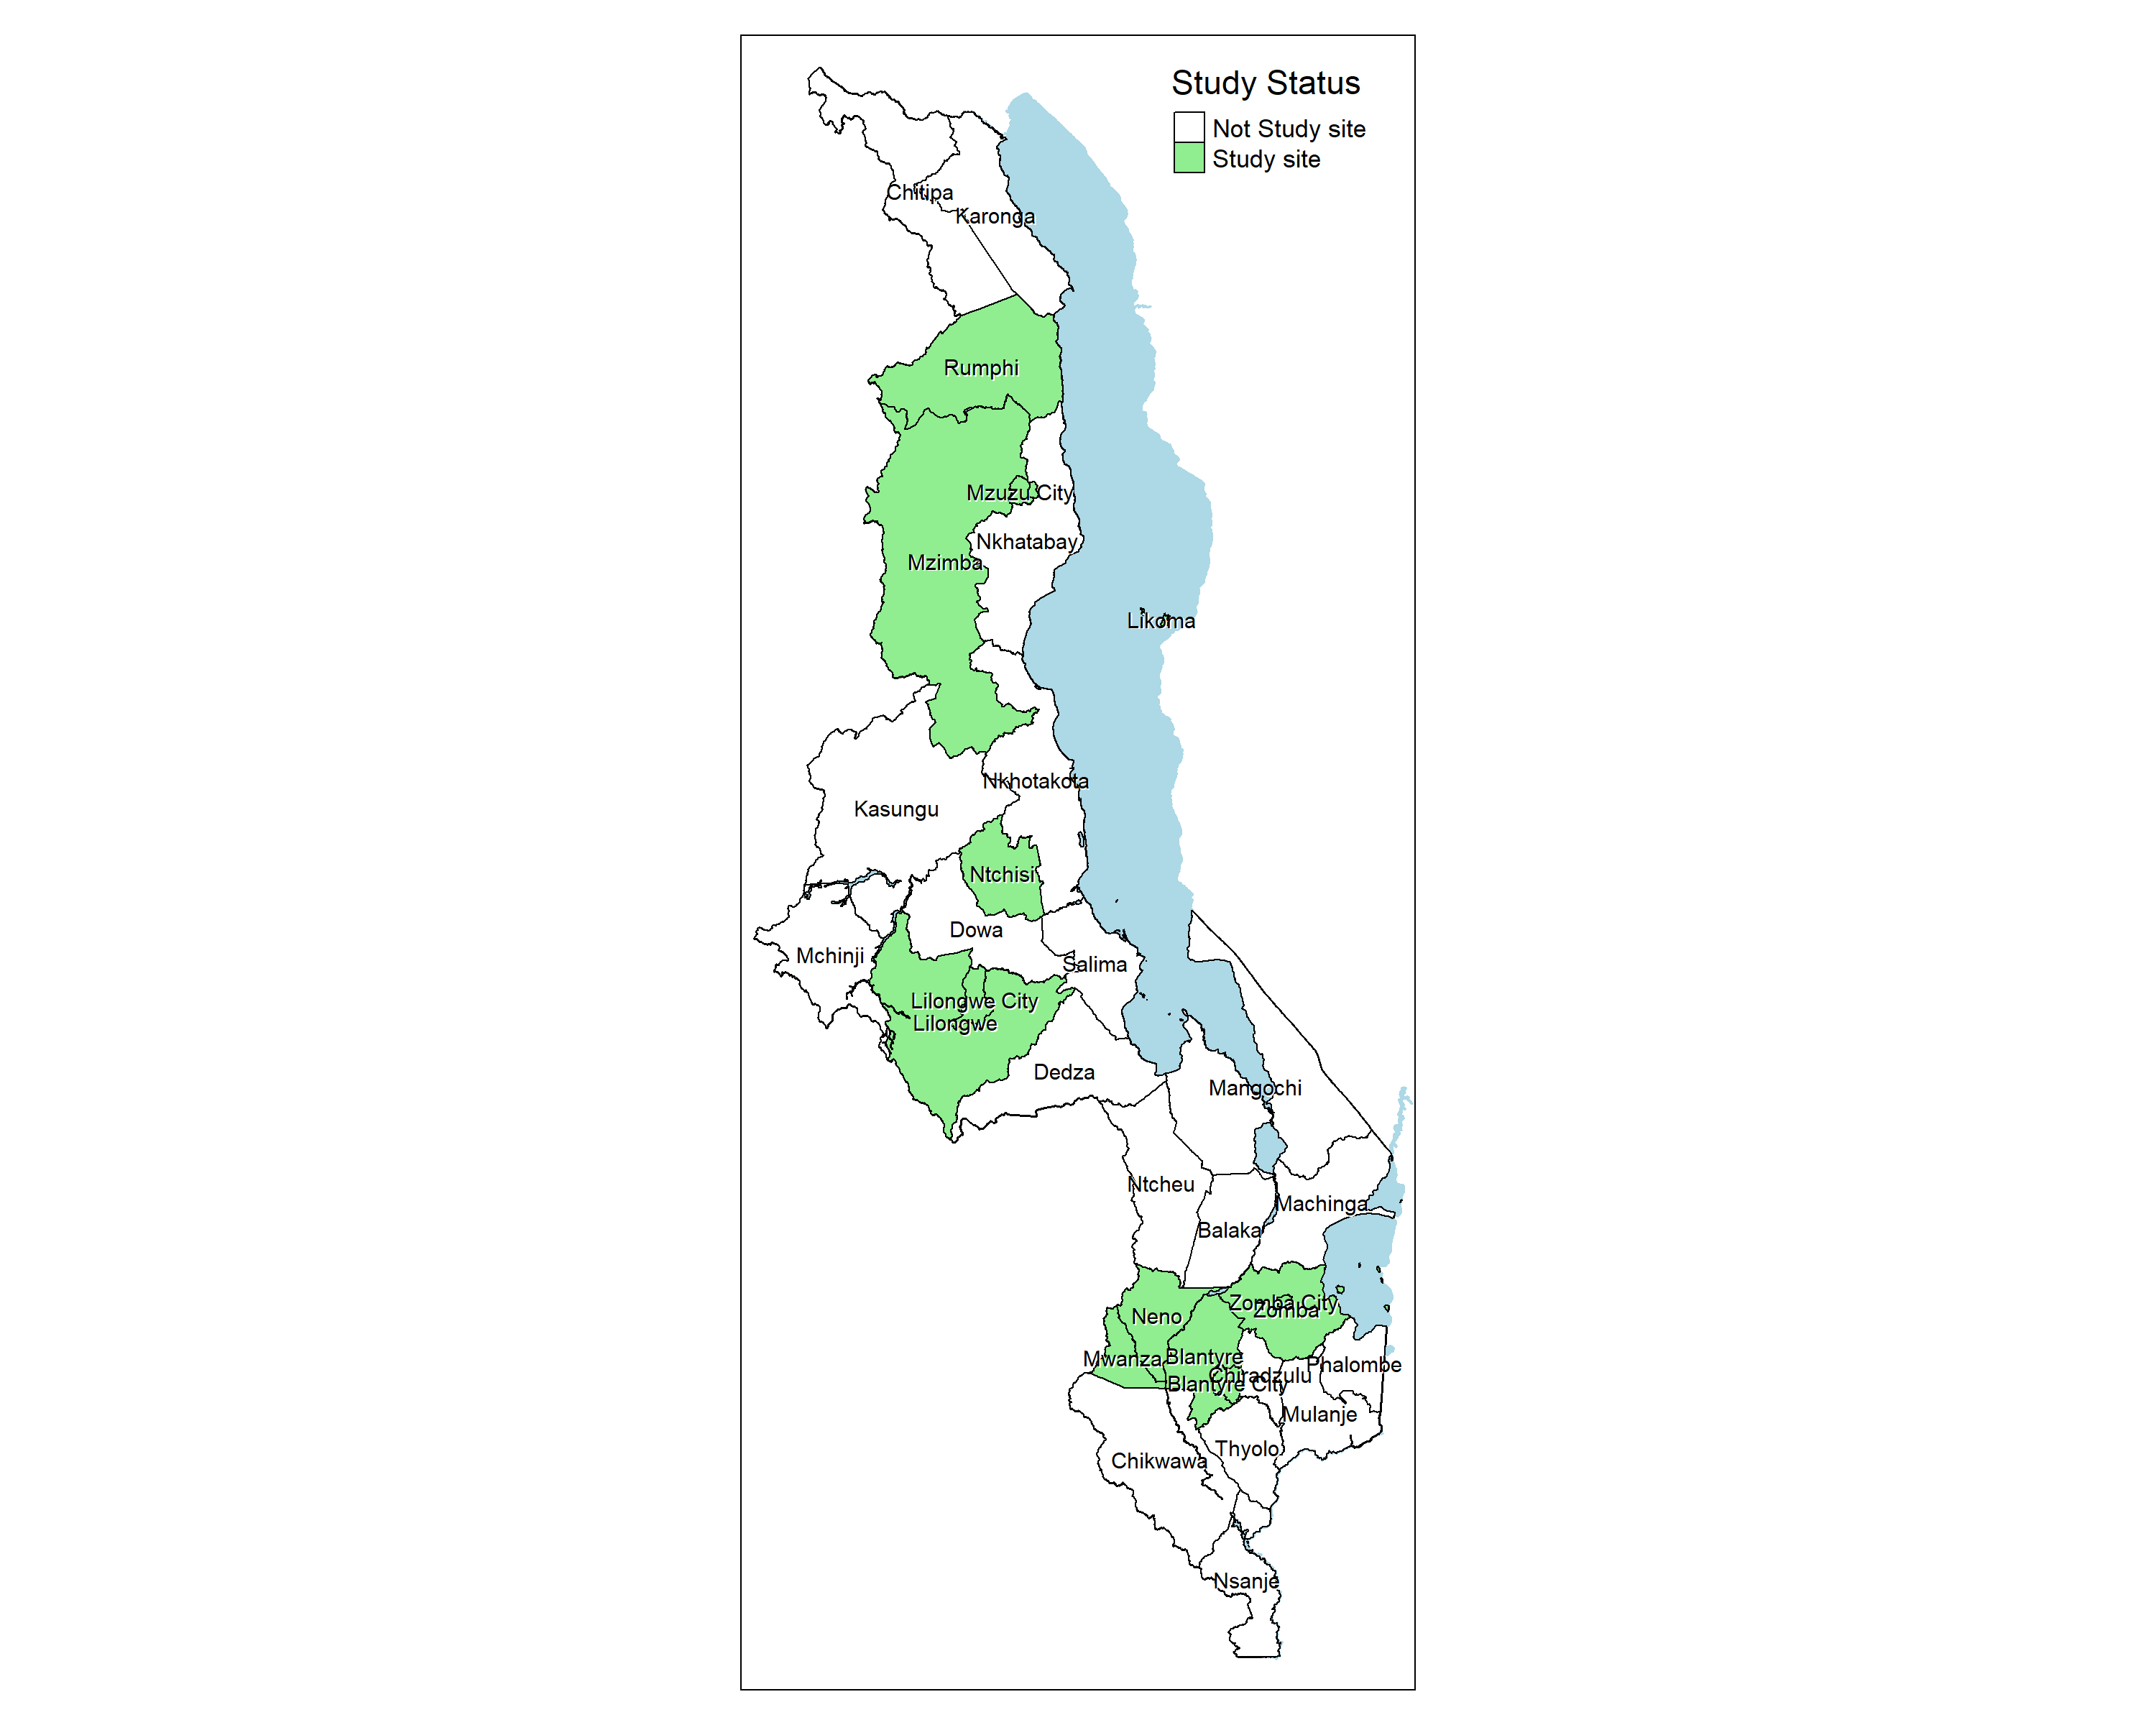 Study Status
Not Study site
Study site
Chitipa
Karonga
Rumphi
Mzuzu City
Nkhatabay
Mzimba
Likoma
Nkhotakota
Kasungu
Ntchisi
Dowa
Mchinji
Salima
Lilongwe City
Lilongwe
Dedza
Mangochi
Ntcheu
Machinga
Balaka
Zomba City
Zomba
Neno
Mwanza
Blantyre
Phalombe
Chiradzulu
Blantyre City
Mulanje
Thyolo
Chikwawa
Nsanje